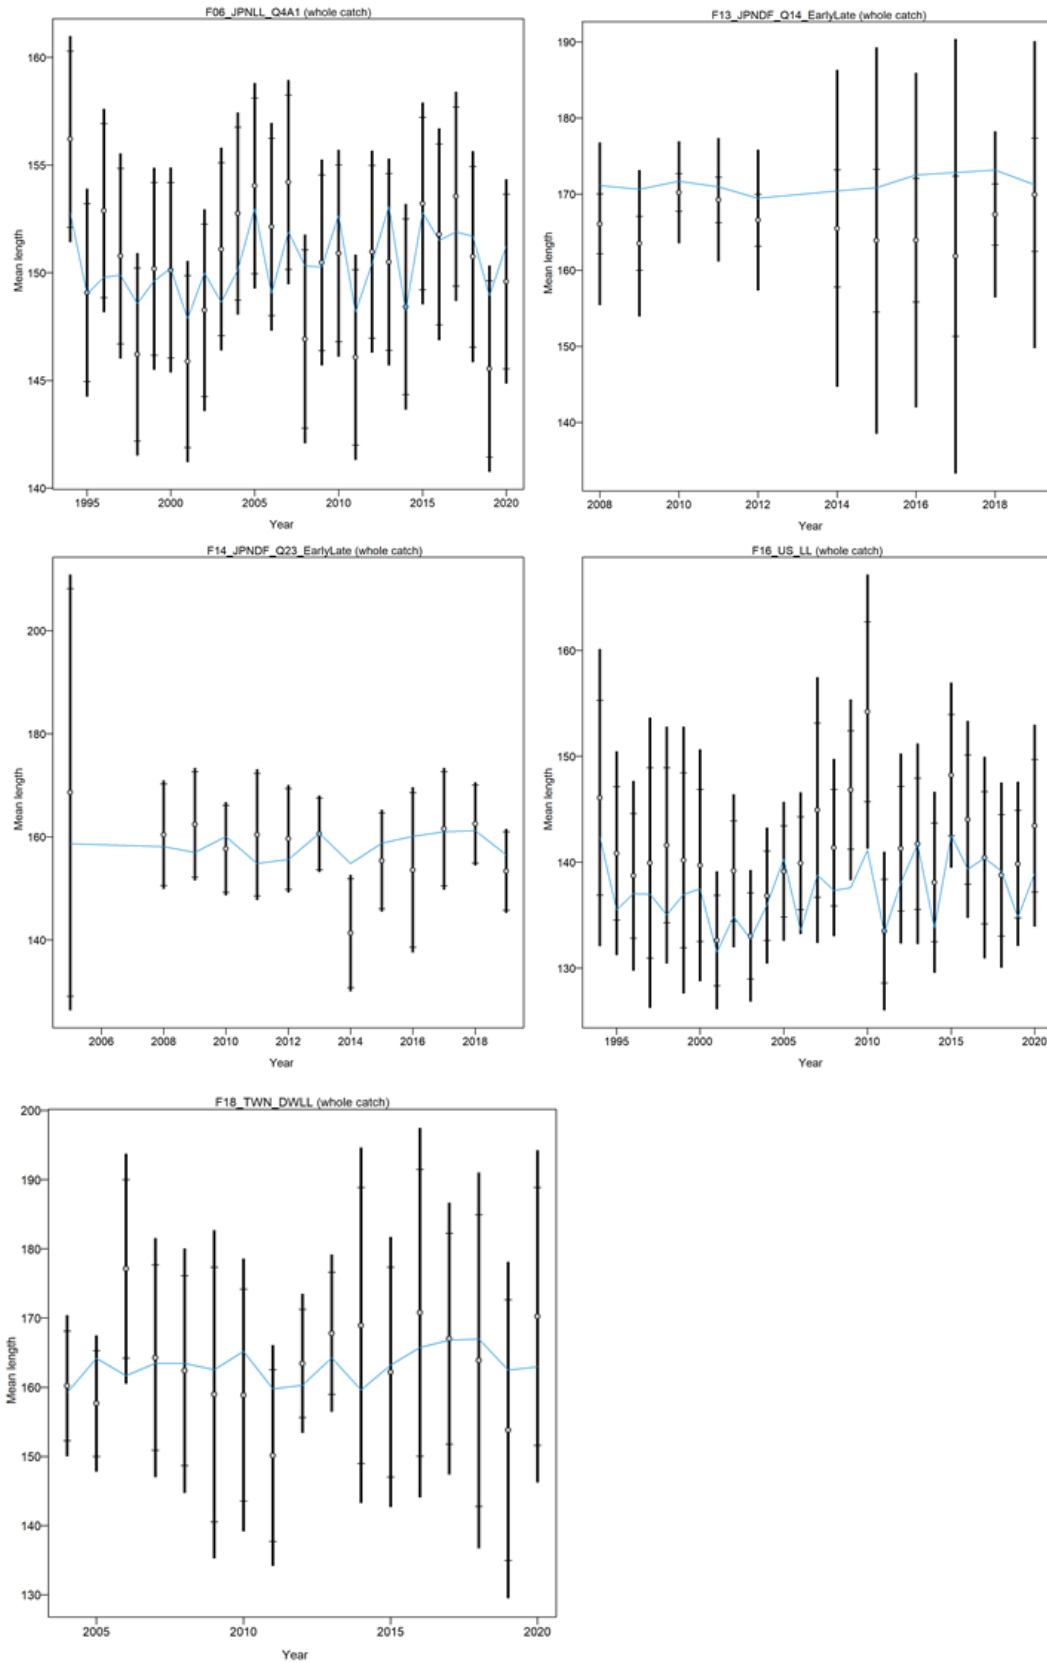 F06_JPNLL_Q4A1 (whole catch)
160
155
150
145
140
Mean length
1995 2000 2005 2010 2015 2020
Year
F13_JPNDF_Q14_EarlyLate (whole catch)
190
180
170
160
150
140
Mean length
2008 2010 2012 2014 2016 2018
Year
F14_JPNDF_Q23_EarlyLate (whole catch)
200
180
160
140
Mean length
2006 2008 2010 2012 2014 2016 2018
Year
F16_US_LL (whole catch)
160
150
140
130
Mean length
1995 2000 2005 2010 2015 2020
Year
F18_TWN_DWLL (whole catch)
200
190
180
170
160
150
140
130
Mean length
2005 2010 2015 2020
Year